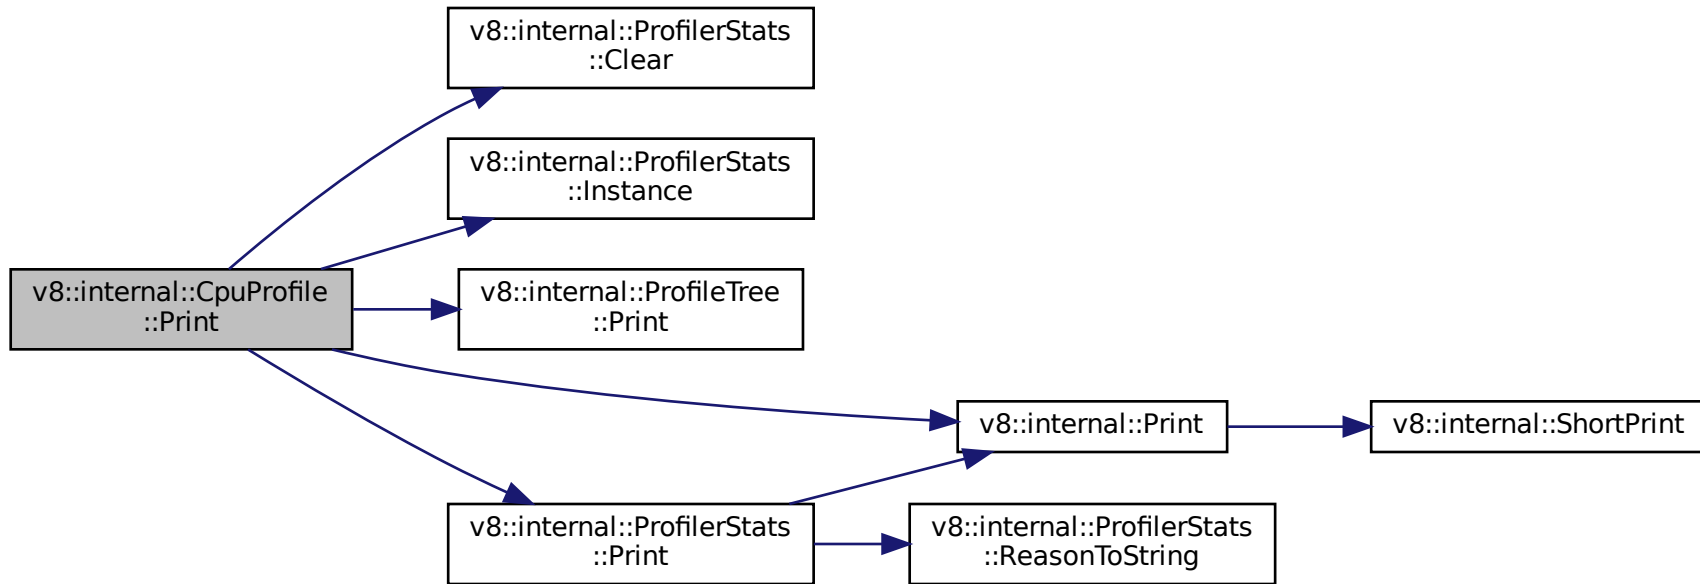 v8::internal::ProfilerStats
::Clear
v8::internal::ProfilerStats
::Instance
v8::internal::CpuProfile
::Print
v8::internal::ProfileTree
::Print
v8::internal::Print
v8::internal::ShortPrint
v8::internal::ProfilerStats
::Print
v8::internal::ProfilerStats
::ReasonToString